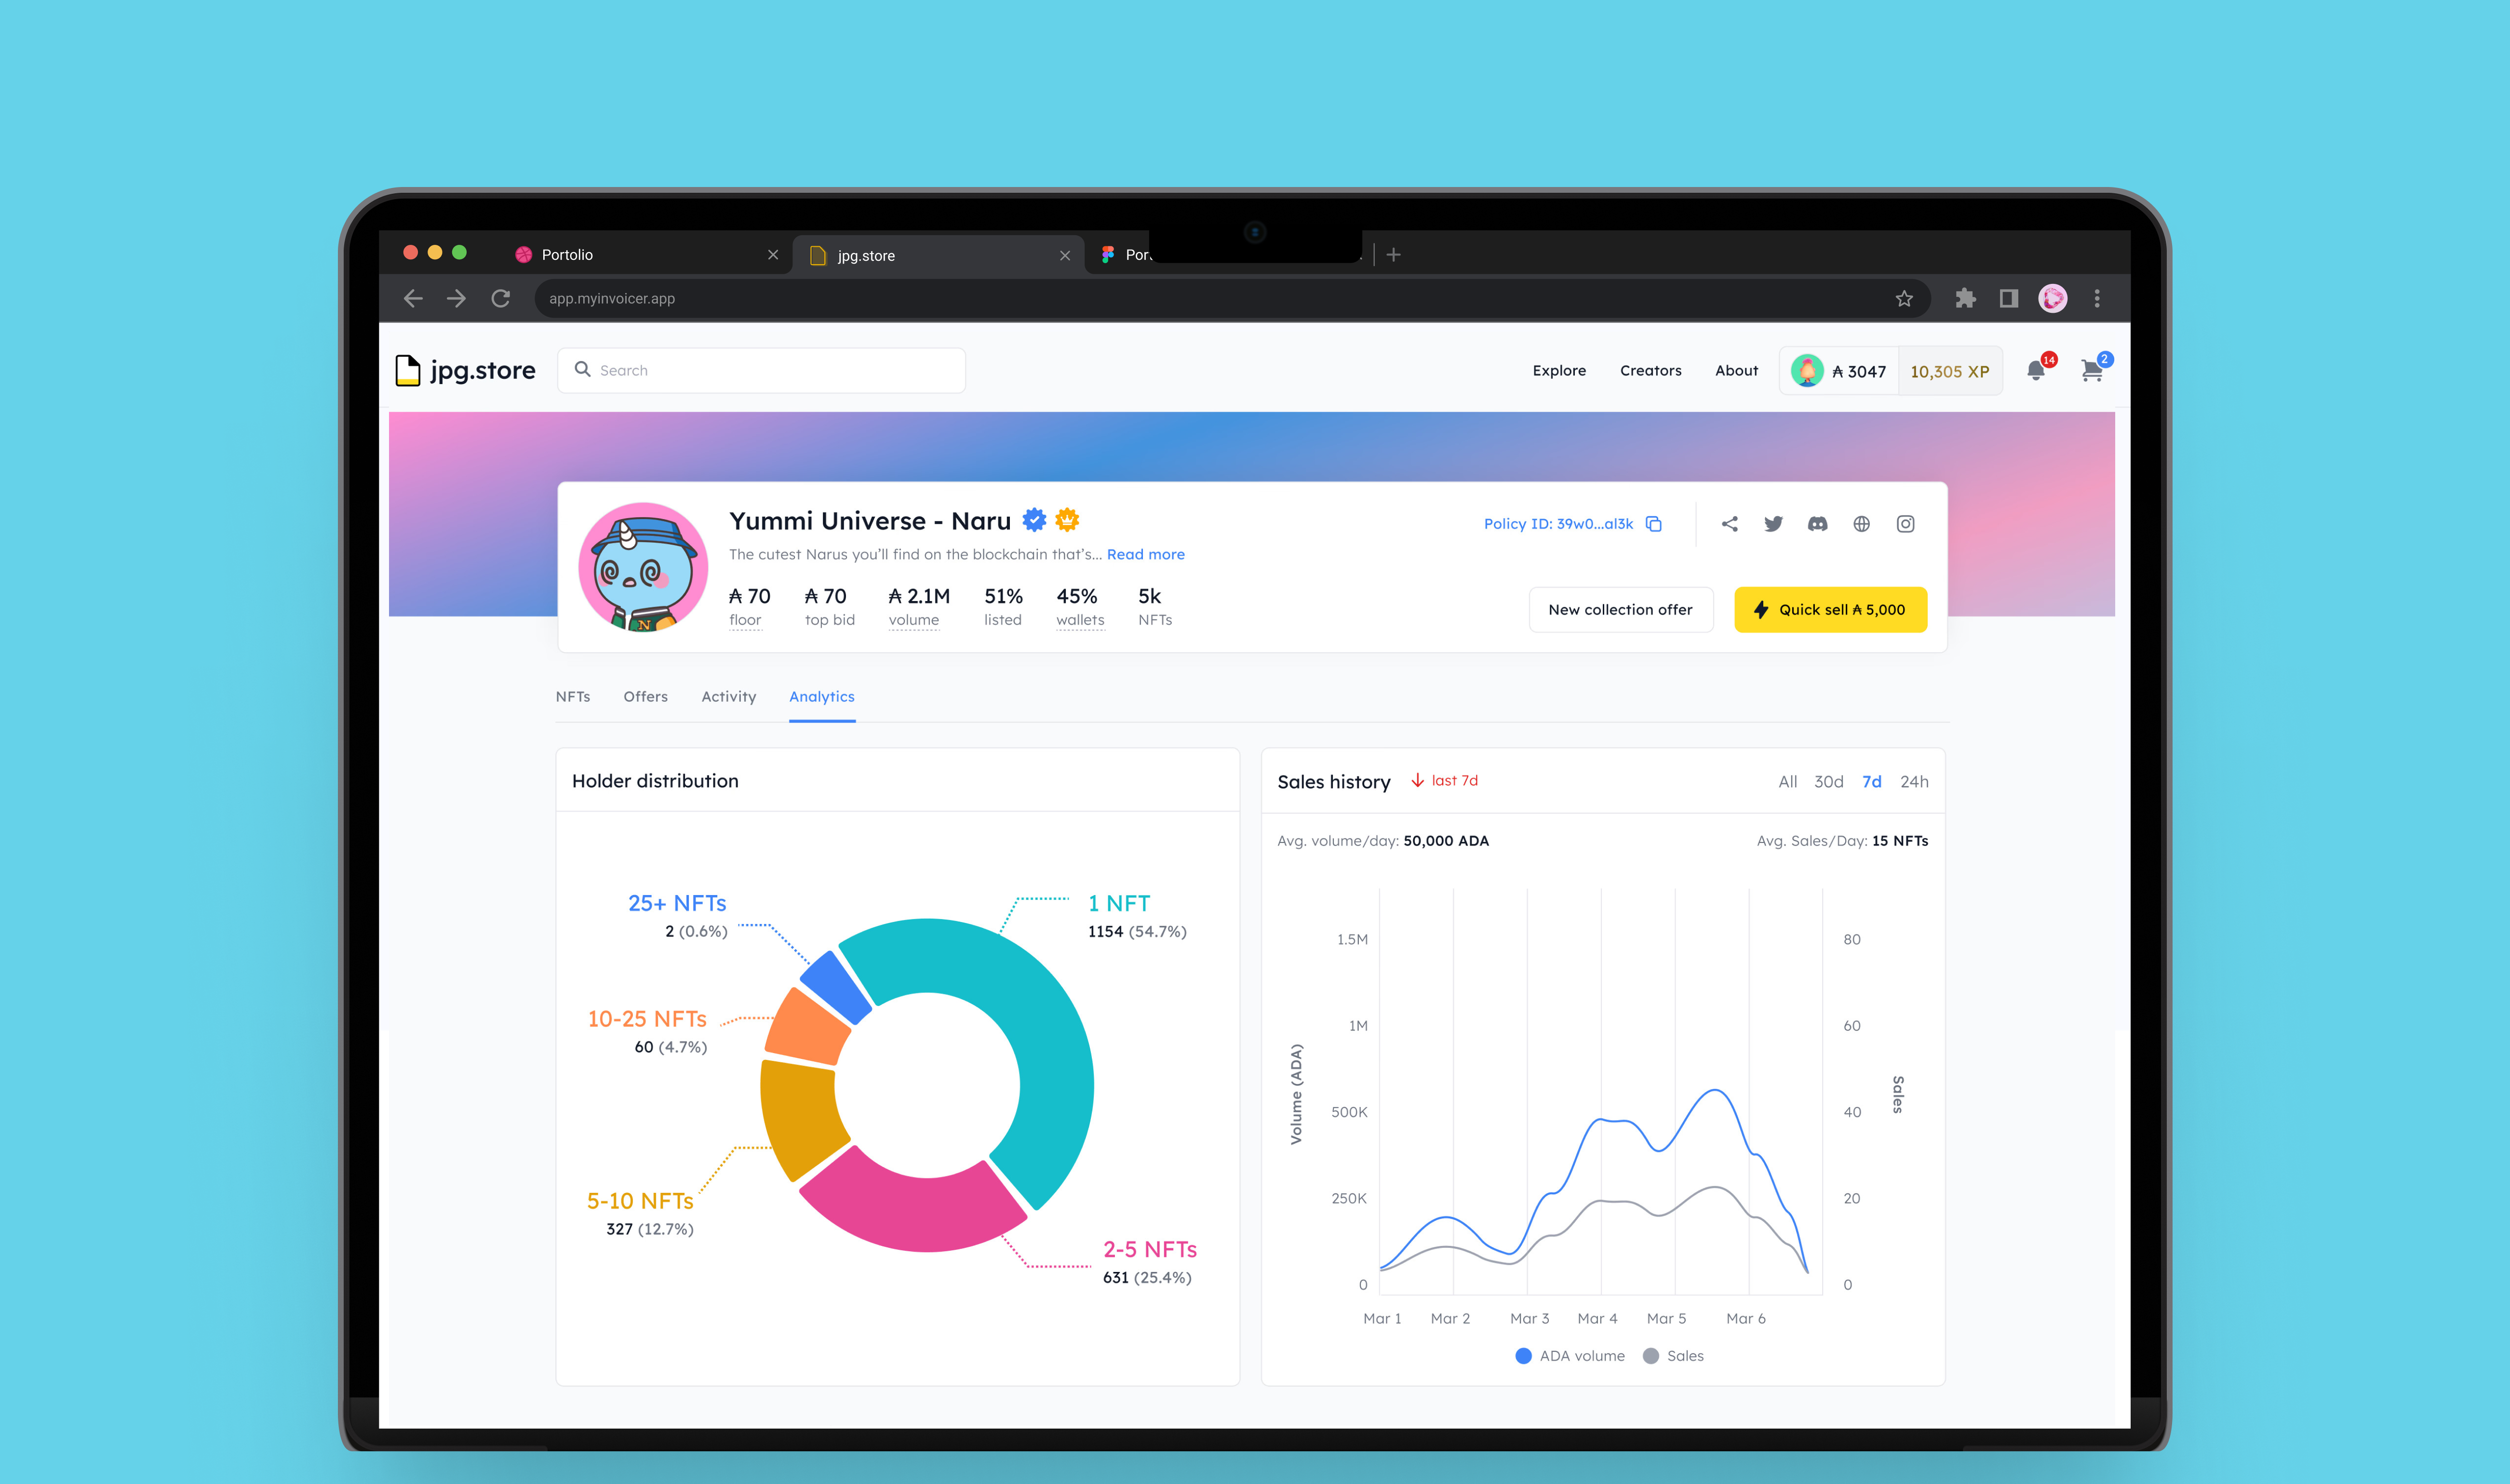 Portolio
jpg.store
app.myinvoicer.app
jpg.store
Search
Explore
Creators
About
₳ 3047
10,305 XP
14
2
Yummi Universe - Naru
The cutest Narus you’ll find on the blockchain that’s... Read more
Policy ID: 39w0...al3k
₳ 70
floor
₳ 70
top bid
₳ 2.1M
volume
51%
listed
45%
wallets
5k
NFTs
N
New collection offer
Quick sell ₳ 5,000
NFTs
Offers
Activity
Analytics
Holder distribution
25+ NFTs
2 (0.6%)
1 NFT
1154 (54.7%)
10-25 NFTs
60 (4.7%)
5-10 NFTs
327 (12.7%)
2-5 NFTs
631 (25.4%)
Sales history
last 7d
All
30d
7d
24h
Avg. volume/day: 50,000 ADA
Avg. Sales/Day: 15 NFTs
Volume (ADA)
1.5M
1M
500K
250K
0
80
60
40
20
0
Sales
Mar 1
Mar 2
Mar 3
Mar 4
Mar 5
Mar 6
ADA volume
Sales